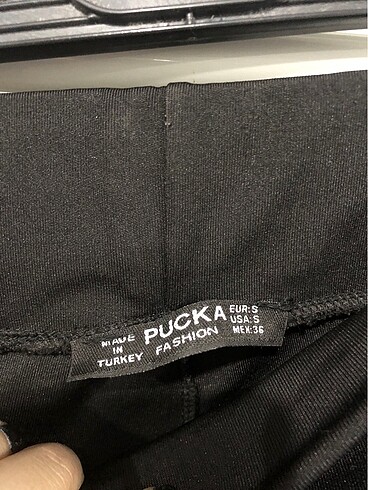 MADE
IN
TURKEY
PUCKA
FASHION
EUR:S
USA:S
MEX:36